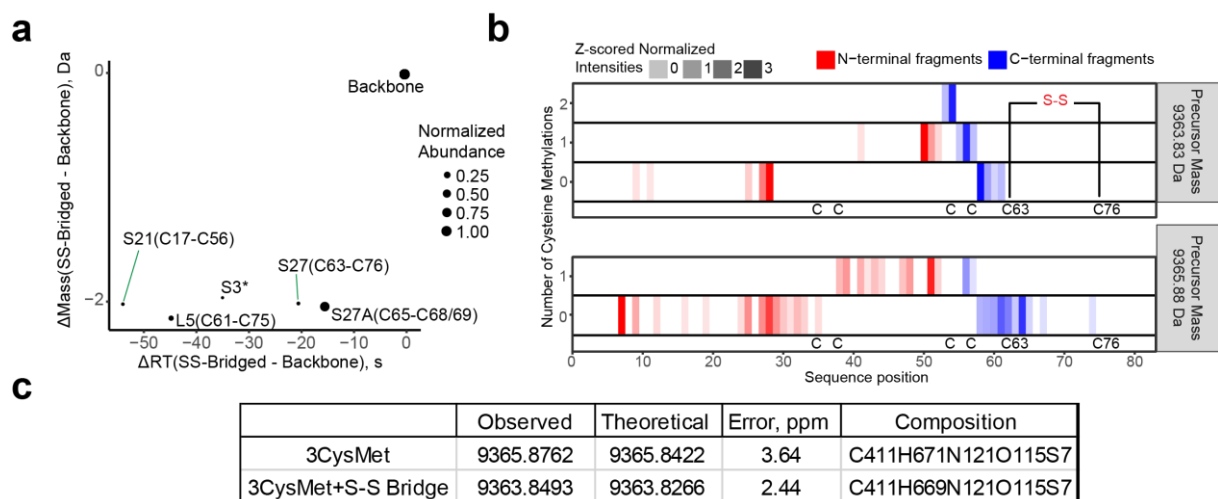 a
ΔMass(SS-Bridged - Backbone), Da
0
−2
Backbone
Normalized
Abundance
0.25
0.50
0.75
1.00
S21(C17-C56)
S3*
S27(C63-C76)
L5(C61-C75)
S27A(C65-C68/69)
−50 −40 −30 −20 −10 0
ΔRT(SS-Bridged - Backbone), s
b
Z-scored Normalized
Intensities 0 1 2 3
N−terminal fragments C−terminal fragments
Number of Cysteine Methylations
2
1
0
S-S
C C C C C63 C76
Precursor Mass
9363.83 Da
1
0
C C C C C63 C76
Precursor Mass
9365.88 Da
0 10 20 30 40 50 60 70 80
Sequence position
c
Observed Theoretical Error, ppm Composition
3CysMet 9365.8762 9365.8422 3.64 C411H671N121O115S7
3CysMet+S-S Bridge 9363.8493 9363.8266 2.44 C411H669N121O115S7